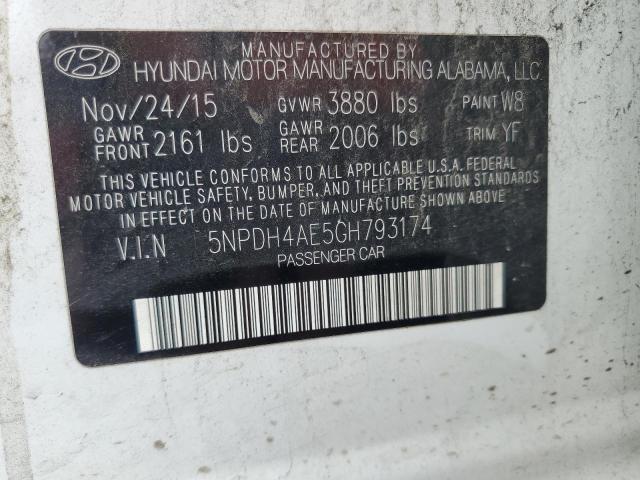 MANUFACTURED BY
HYUNDAI MOTOR MANUFACTURING ALABAMA, LLC
Nov/24/15 GVWR 3880 lbs PAINT W8
GAWR FRONT 2161 lbs GAWR REAR 2006 lbs TRIM YF
THIS VEHICLE CONFORMS TO ALL APPLICABLE U.S.A. FEDERAL
MOTOR VEHICLE SAFETY, BUMPER, AND THEFT PREVENTION STANDARDS
IN EFFECT ON THE DATE OF MANUFACTURE SHOWN ABOVE
V.I.N 5NPDH4AE5GH793174
PASSENGER CAR